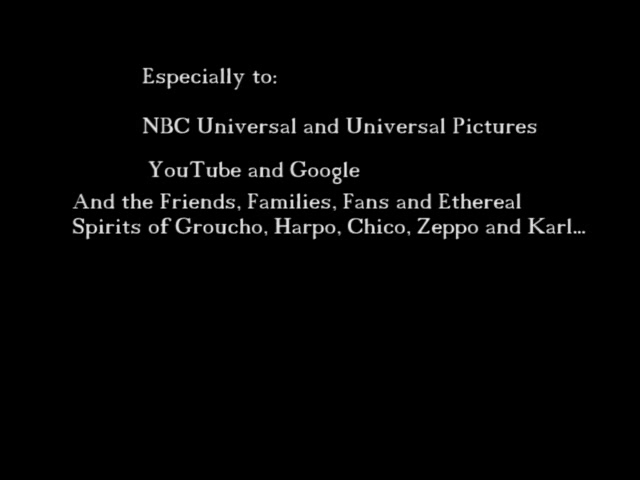 Especially to:
NBC Universal and Universal Pictures
YouTube and Google
And the Friends, Families, Fans and Ethereal
Spirits of Groucho, Harpo, Chico, Zeppo and Karl...